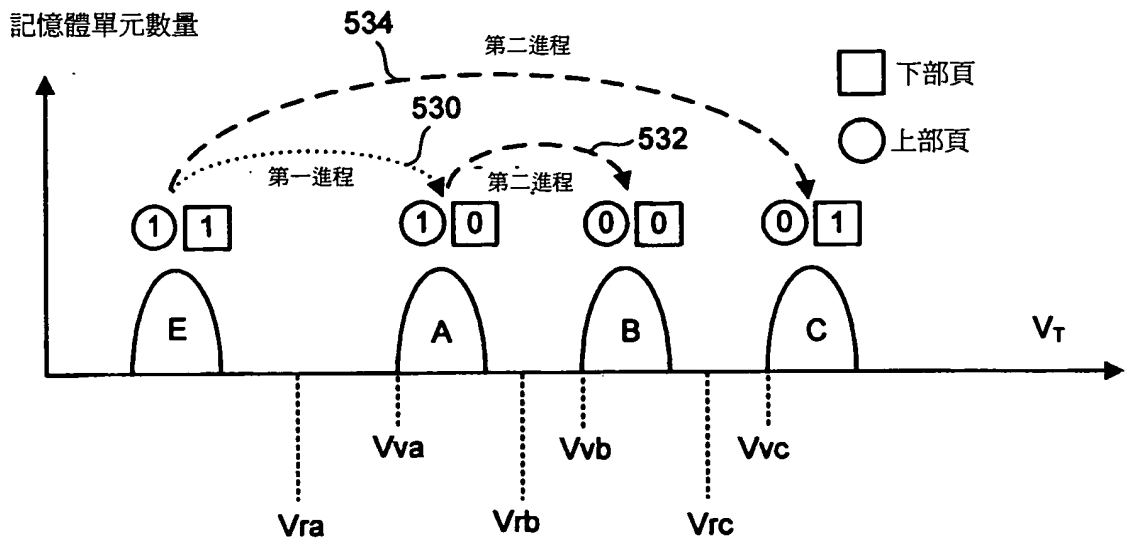 記憶體單元數量
534
第二進程
下部頁
530
上部頁
532
第一進程
第二進程
1 1
1 0
0 0
0 1
E
A
B
C
VT
Vva
Vvb
Vvc
Vra
Vrb
Vrc